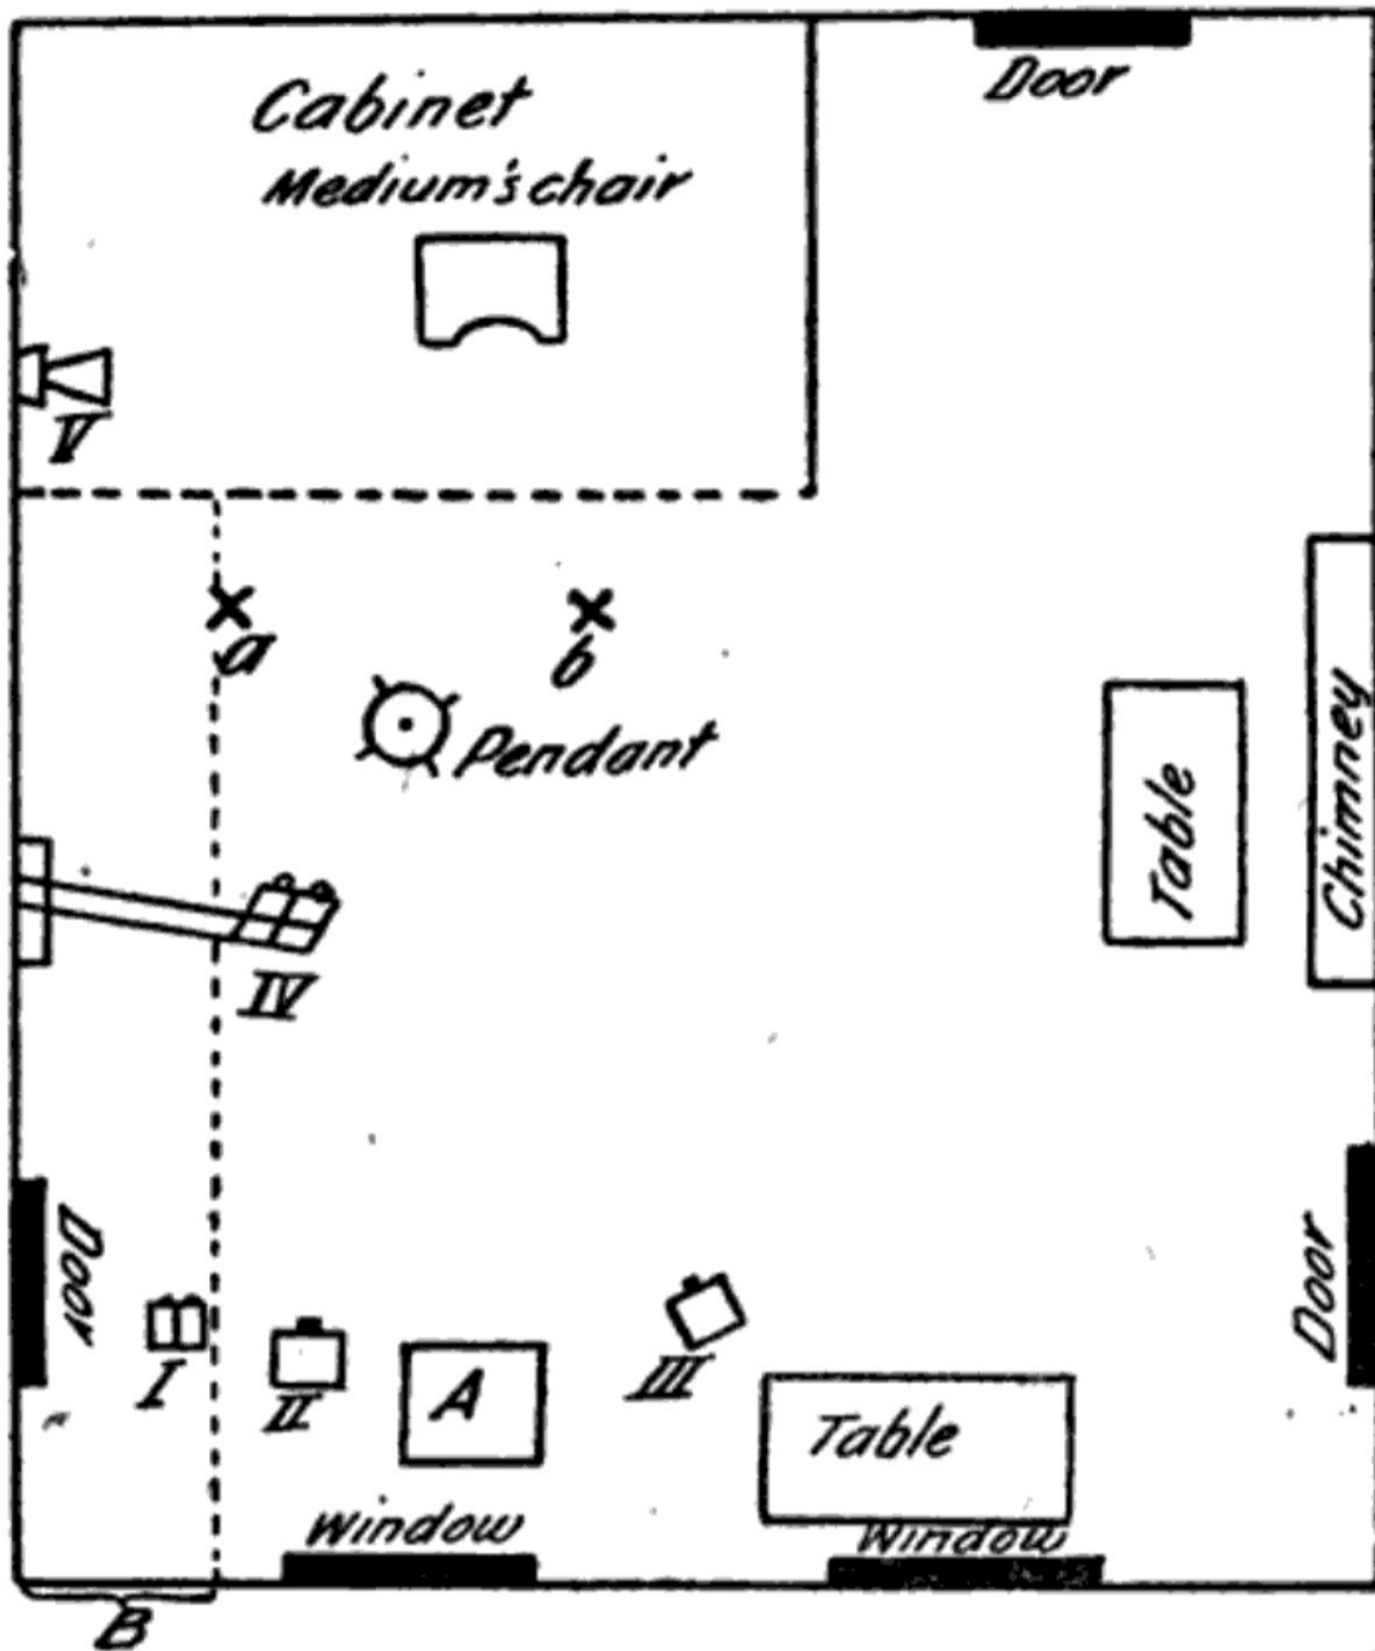 Door
Cabinet
Medium's chair
V
a
b
Pendant
Table
Chimney
IV
Door
Door
I
II
A
III
Table
Window
Window
B